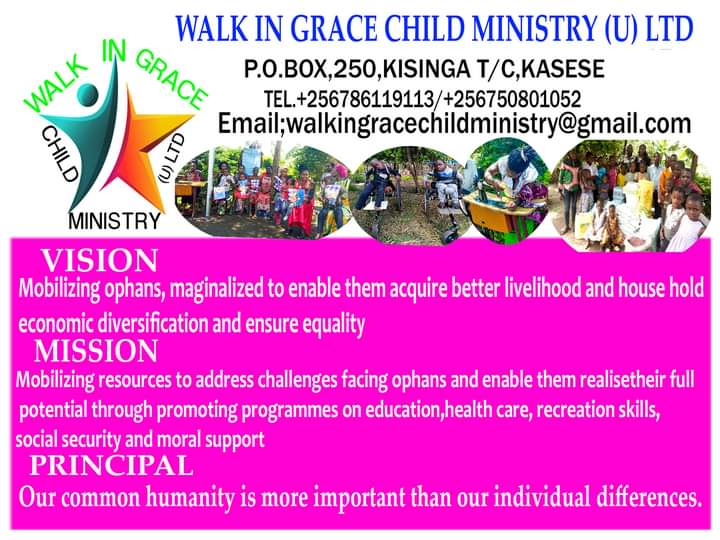 WALK IN GRACE CHILD MINISTRY (U) LTD
P.O.BOX,250,KISINGA T/C,KASESE
TEL.+256786119113/+256750801052
Email;walkingracechildministry@gmail.com
WALK IN GRACE
CHILD
(U) LTD
MINISTRY
VISION
Mobilizing ophans, maginalized to enable them acquire better livelihood and house hold
economic diversification and ensure equality
MISSION
Mobilizing resources to address challenges facing ophans and enable them realisetheir full
potential through promoting programmes on education,health care, recreation skills,
social security and moral support
PRINCIPAL
Our common humanity is more important than our individual differences.